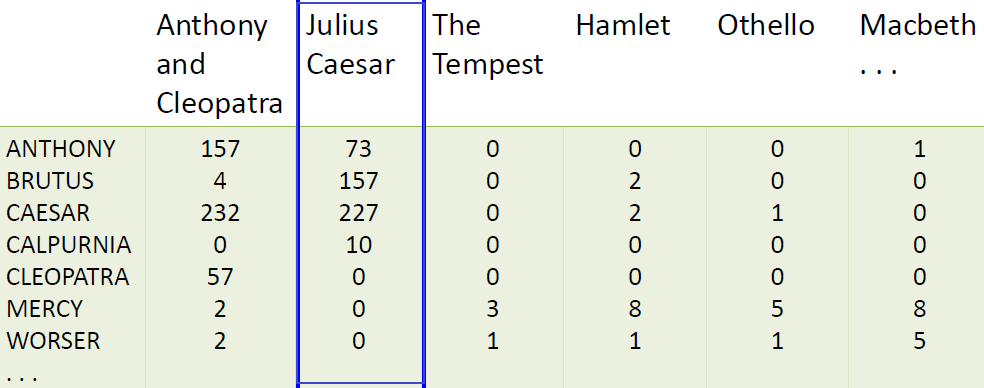 Anthony and Cleopatra Julius Caesar The Tempest Hamlet Othello Macbeth . . .
ANTHONY 157 73 0 0 0 1
BRUTUS 4 157 0 2 0 0
CAESAR 232 227 0 2 1 0
CALPURNIA 0 10 0 0 0 0
CLEOPATRA 57 0 0 0 0 0
MERCY 2 0 3 8 5 8
WORSER 2 0 1 1 1 5
. . .